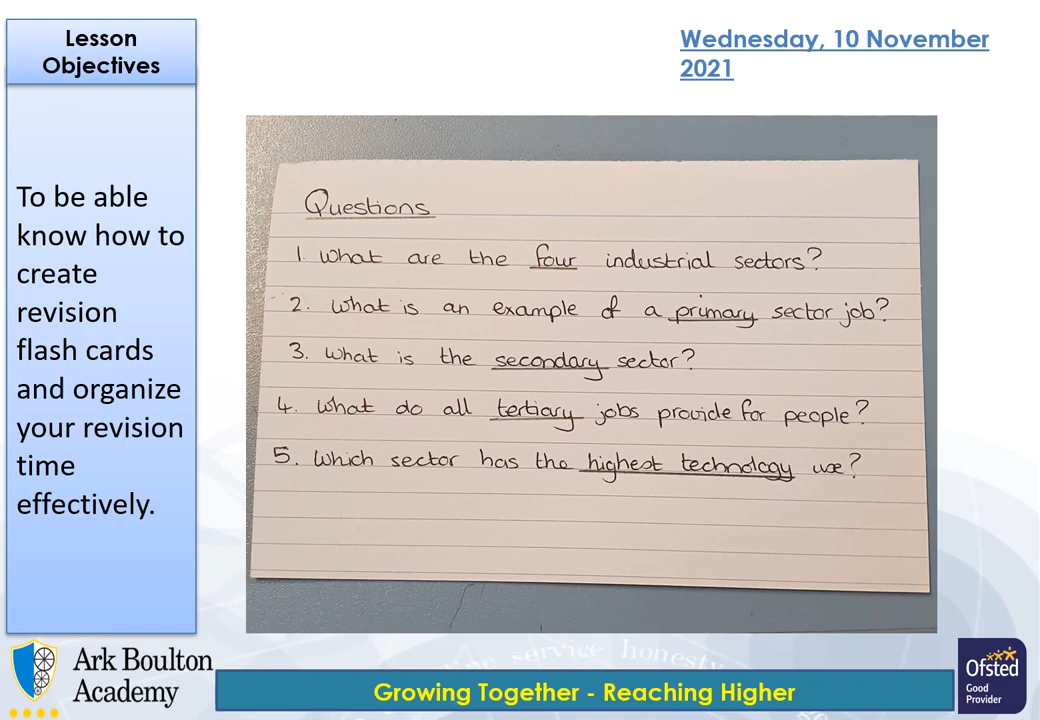 Lesson
Objectives
To be able
know how to
create
revision
flash cards
and organize
your revision
time
effectively.
Wednesday, 10 November
2021
Questions
1. What are the four industrial sectors?
2. What is an example of a primary sector job?
3. What is the secondary sector?
4. What do all tertiary jobs provide for people?
5. Which sector has the highest technology use?
service honesty
Ark Boulton
Academy
Growing Together - Reaching Higher
Ofsted
Good
Provider